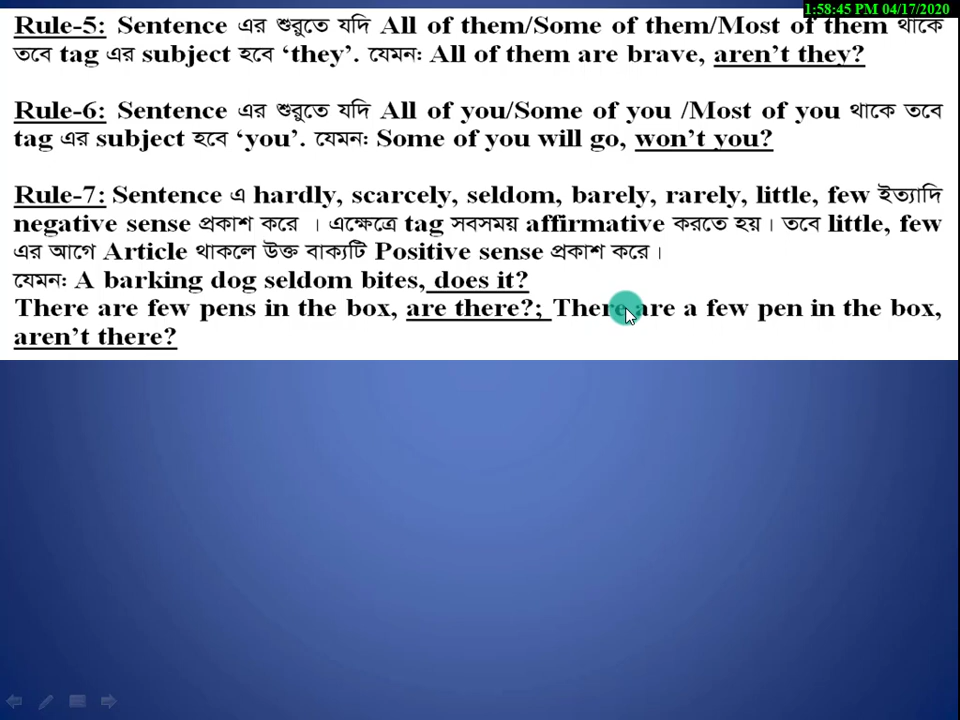 1:58:45 PM 04/17/2020
Rule-5: Sentence এর শুরুতে যদি All of them/Some of them/Most of them থাকে
তবে tag এর subject হবে ‘they’. যেমনঃ All of them are brave, aren’t they?
Rule-6: Sentence এর শুরুতে যদি All of you/Some of you /Most of you থাকে তবে
tag এর subject হবে ‘you’. যেমনঃ Some of you will go, won’t you?
Rule-7: Sentence এ hardly, scarcely, seldom, barely, rarely, little, few ইত্যাদি
negative sense প্রকাশ করে । এক্ষেত্রে tag সবসময় affirmative করতে হয়। তবে little, few
এর আগে Article থাকলে উক্ত বাক্যটি Positive sense প্রকাশ করে।
যেমনঃ A barking dog seldom bites, does it?
There are few pens in the box, are there?; There are a few pen in the box,
aren’t there?